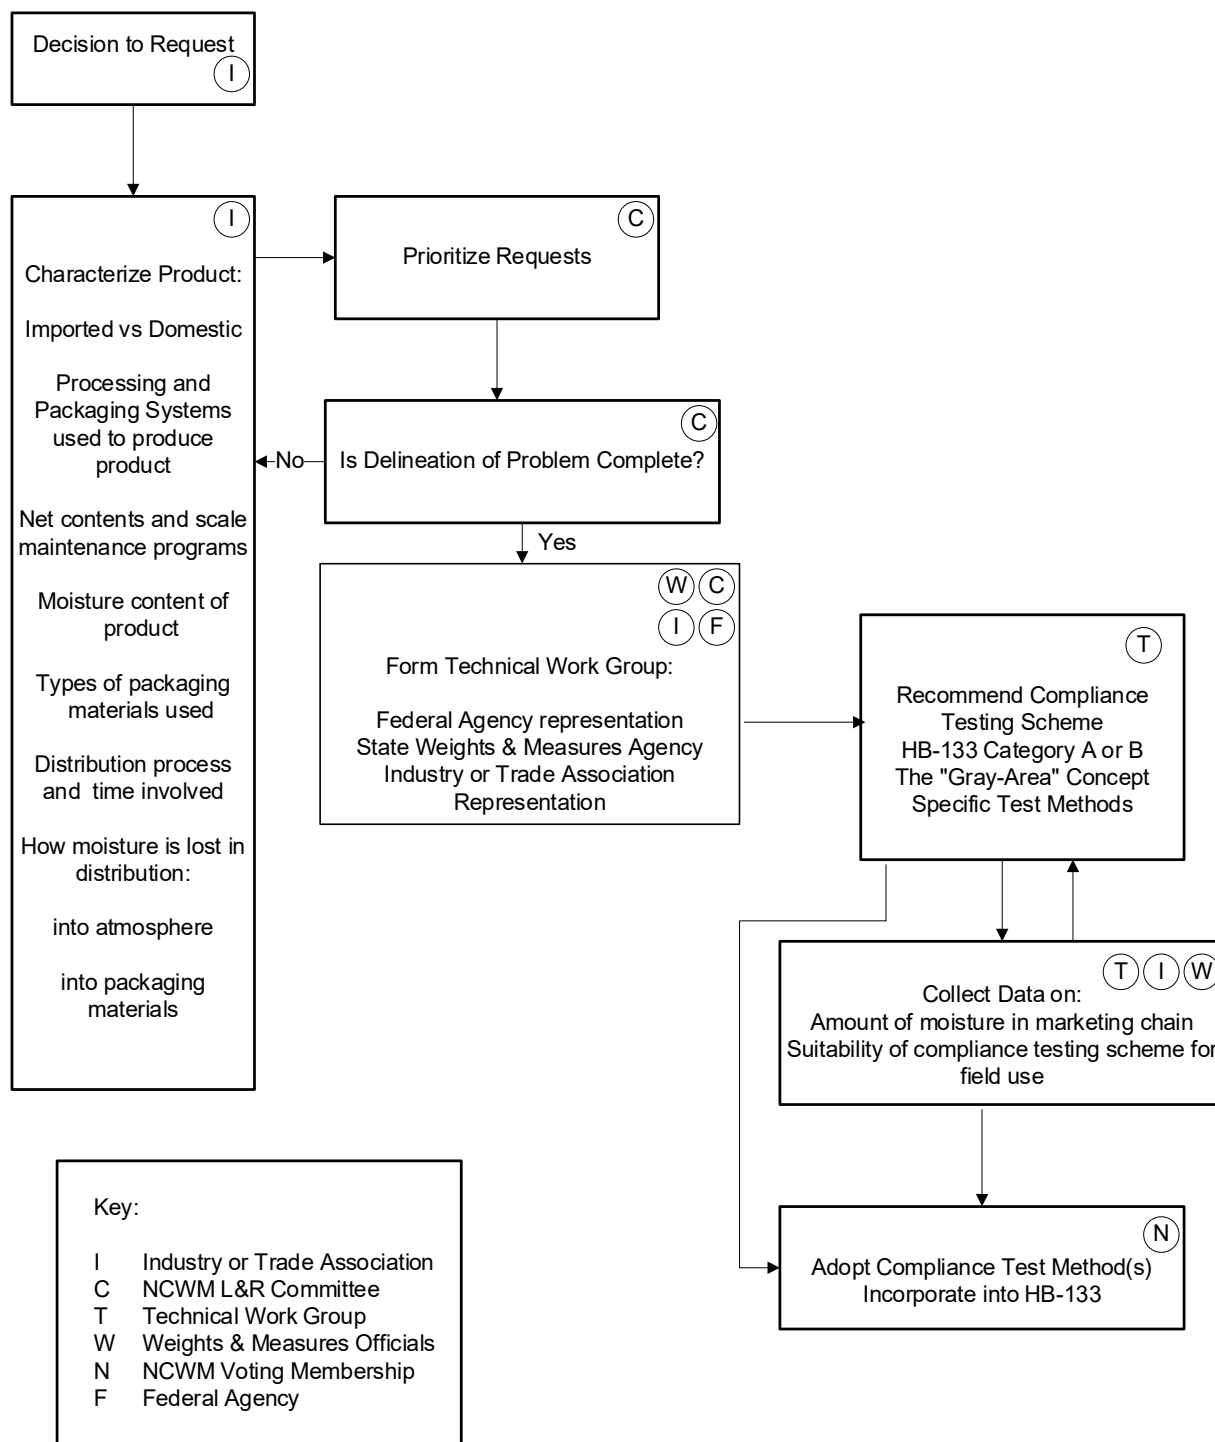 Decision to Request
I
I
Characterize Product:
Imported vs Domestic
Processing and
Packaging Systems
used to produce
product
Net contents and scale
maintenance programs
Moisture content of
product
Types of packaging
materials used
Distribution process
and time involved
How moisture is lost in
distribution:
into atmosphere
into packaging
materials
C
Prioritize Requests
C
Is Delineation of Problem Complete?
No
Yes
W C
I F
Form Technical Work Group:
Federal Agency representation
State Weights & Measures Agency
Industry or Trade Association
Representation
T
Recommend Compliance
Testing Scheme
HB-133 Category A or B
The "Gray-Area" Concept
Specific Test Methods
T I W
Collect Data on:
Amount of moisture in marketing chain
Suitability of compliance testing scheme for
field use
N
Adopt Compliance Test Method(s)
Incorporate into HB-133
Key:
I Industry or Trade Association
C NCWM L&R Committee
T Technical Work Group
W Weights & Measures Officials
N NCWM Voting Membership
F Federal Agency